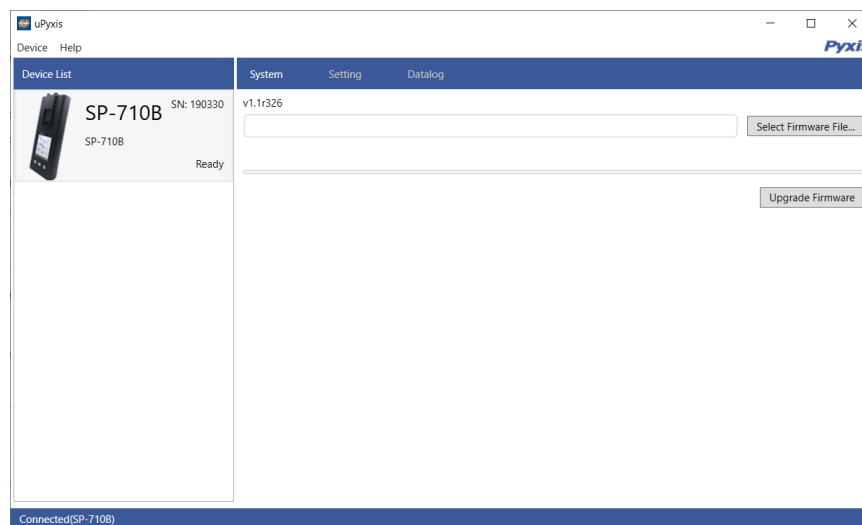 uPyxis
Device Help
Device List
System Setting Datalog
SP-710B
SN: 190330
SP-710B
Ready
v1.1r326
Select Firmware File...
Upgrade Firmware
Connected(SP-710B)